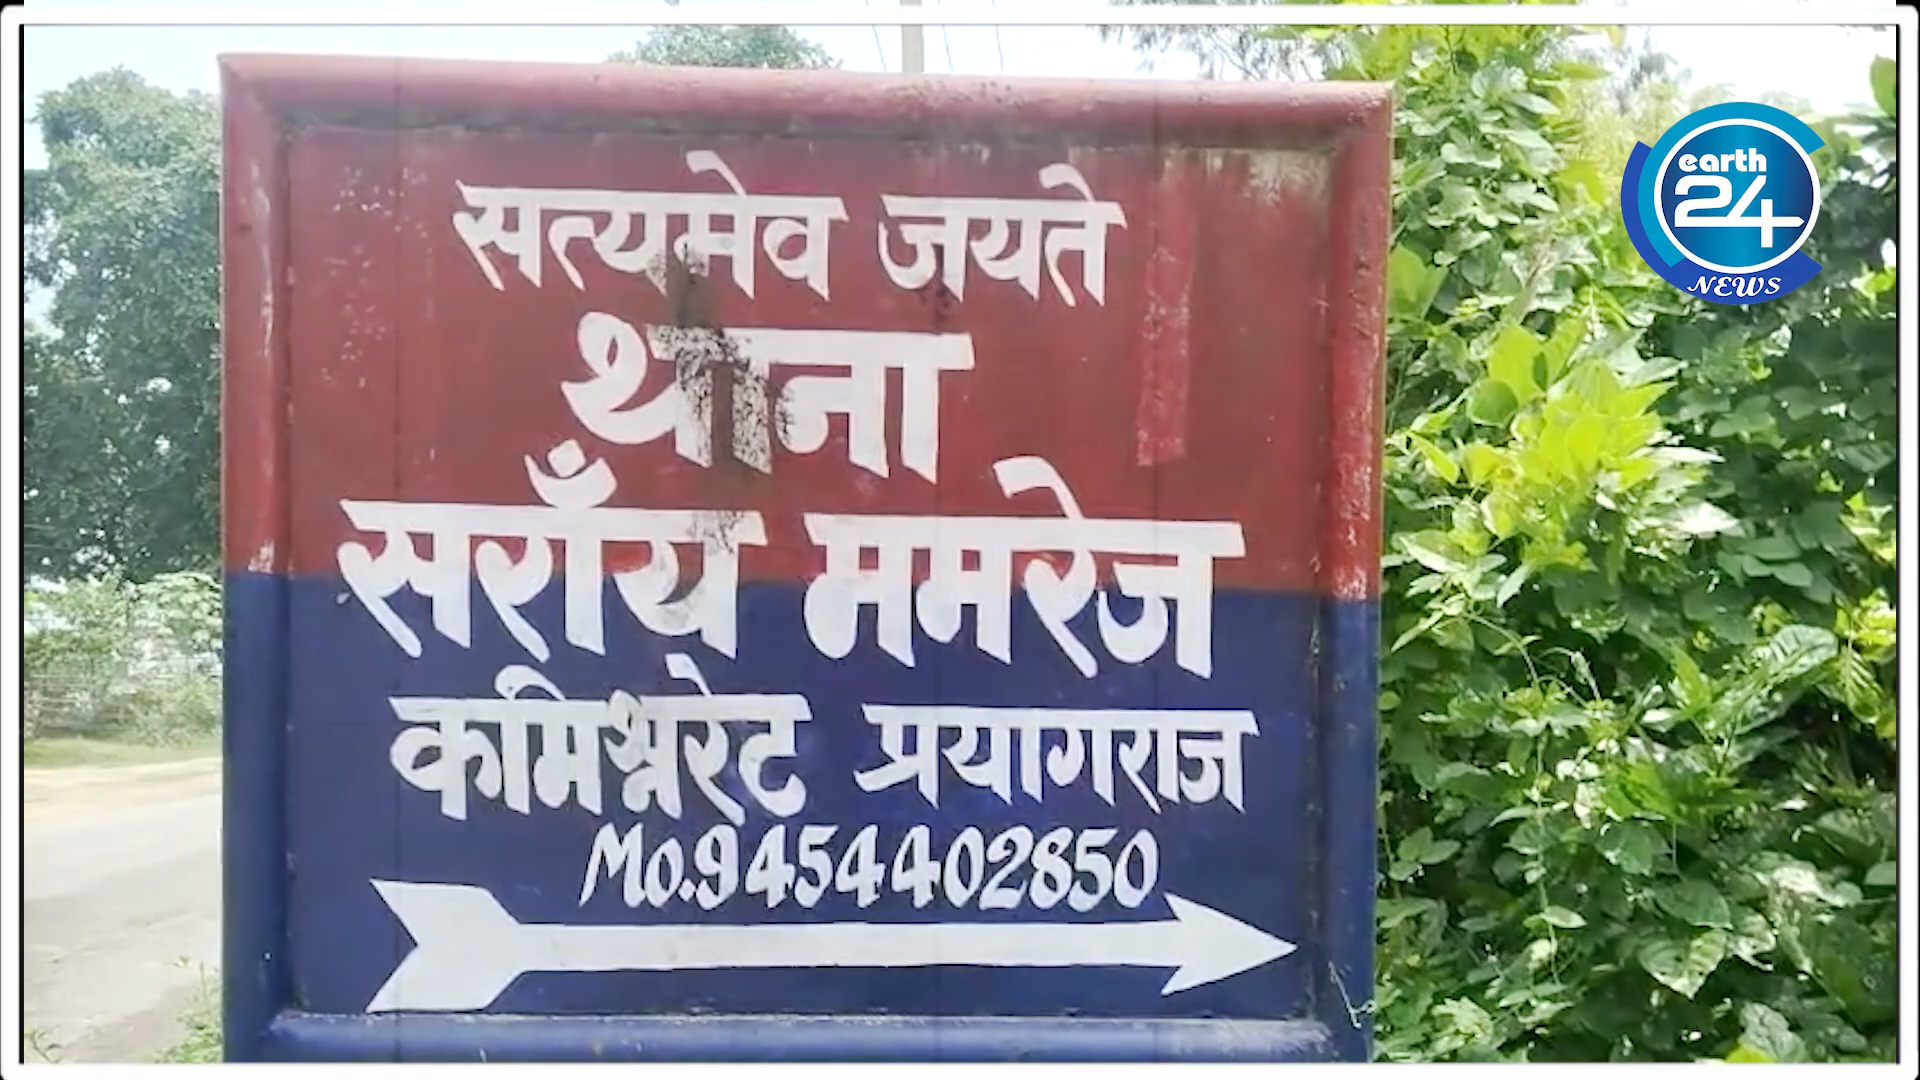 सत्यमेव जयते
थाना
सराँय ममरेज
कमिश्नरेट प्रयागराज
Mo.9454402850
earth
24
NEWS